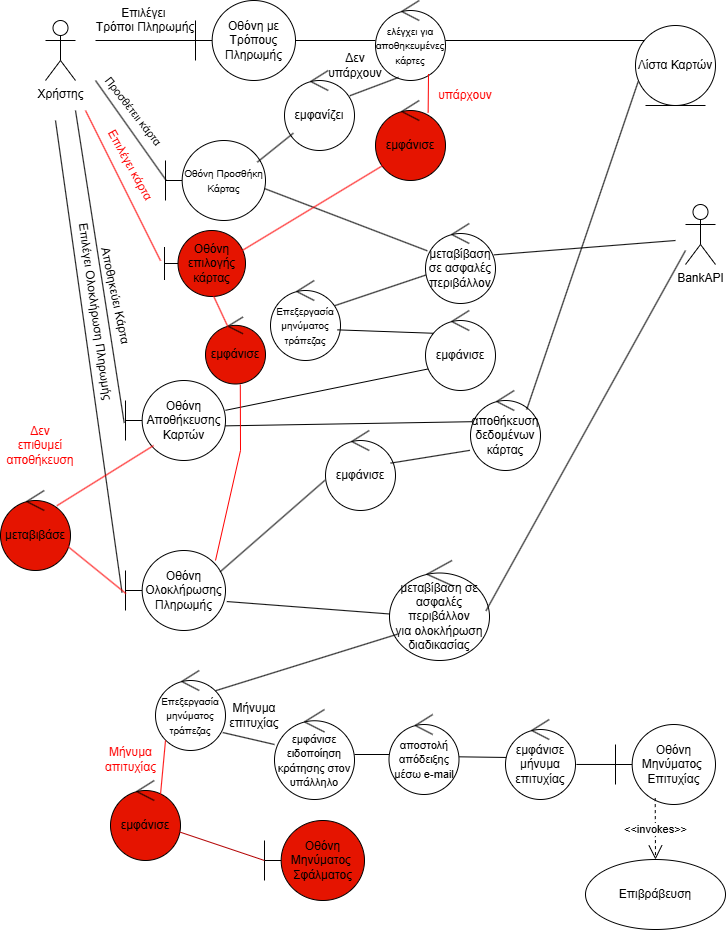 Επιλέγει
Τρόποι Πληρωμής
Οθόνη με
Τρόπους
Πληρωμής
ελέγχει για
αποθηκευμένες
κάρτες
Λίστα Καρτών
Χρήστης
Δεν
υπάρχουν
υπάρχουν
εμφανίζει
εμφάνισε
Προσθέτει κάρτα
Επιλέγει κάρτα
Οθόνη Προσθήκη
Κάρτας
Οθόνη
επιλογής
κάρτας
μεταβίβαση
σε ασφαλές
περιβάλλον
BankAPI
Αποθηκεύει Κάρτα
Επιλέγει Ολοκλήρωση Πληρωμής
Επεξεργασία
μηνύματος
τράπεζας
εμφάνισε
εμφάνισε
Οθόνη
Αποθήκευσης
Καρτών
αποθήκευση
δεδομένων
κάρτας
Δεν
επιθυμεί
αποθήκευση
εμφάνισε
μεταβιβάσε
Οθόνη
Ολοκλήρωσης
Πληρωμής
μεταβίβαση σε
ασφαλές
περιβάλλον
για ολοκλήρωση
διαδικασίας
Επεξεργασία
μηνύματος
τράπεζας
Μήνυμα
επιτυχίας
Μήνυμα
απιτυχίας
εμφάνισε
ειδοποίηση
κράτησης στον
υπάλληλο
αποστολή
απόδειξης
μέσω e-mail
εμφάνισε
μήνυμα
επιτυχίας
Οθόνη
Μηνύματος
Επιτυχίας
εμφάνισε
Οθόνη
Μηνύματος
Σφάλματος
<<invokes>>
Επιβράβευση